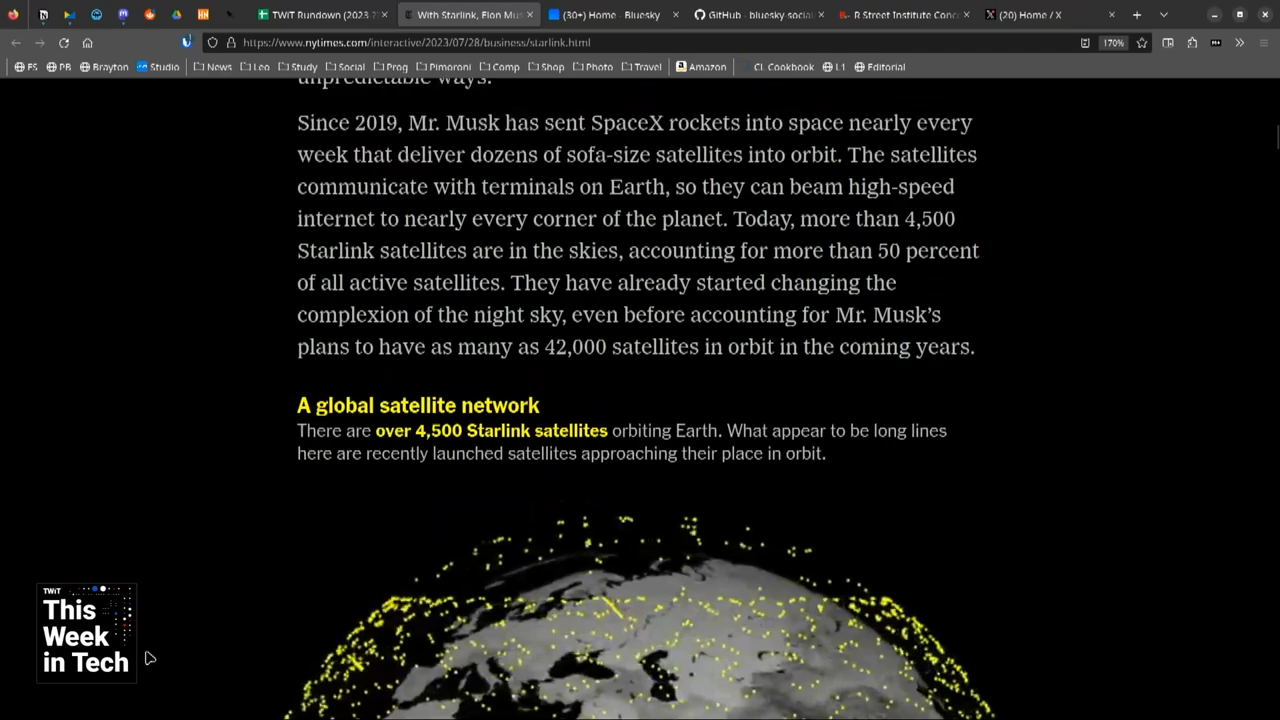 TWiT Rundown (2023
With Starlink, Elon Mus
(30+) Home - Bluesky
GitHub - bluesky-social
R Street Institute Conc
(20) Home / X
https://www.nytimes.com/interactive/2023/07/28/business/starlink.html
170%
FS PB Brayton Studio News Leo Study Social Prog Pimoroni Comp Shop Photo Travel Amazon CL Cookbook L1 Editorial
unpredictable ways.
Since 2019, Mr. Musk has sent SpaceX rockets into space nearly every
week that deliver dozens of sofa-size satellites into orbit. The satellites
communicate with terminals on Earth, so they can beam high-speed
internet to nearly every corner of the planet. Today, more than 4,500
Starlink satellites are in the skies, accounting for more than 50 percent
of all active satellites. They have already started changing the
complexion of the night sky, even before accounting for Mr. Musk’s
plans to have as many as 42,000 satellites in orbit in the coming years.
A global satellite network
There are over 4,500 Starlink satellites orbiting Earth. What appear to be long lines
here are recently launched satellites approaching their place in orbit.
TWiT
This
Week
in Tech